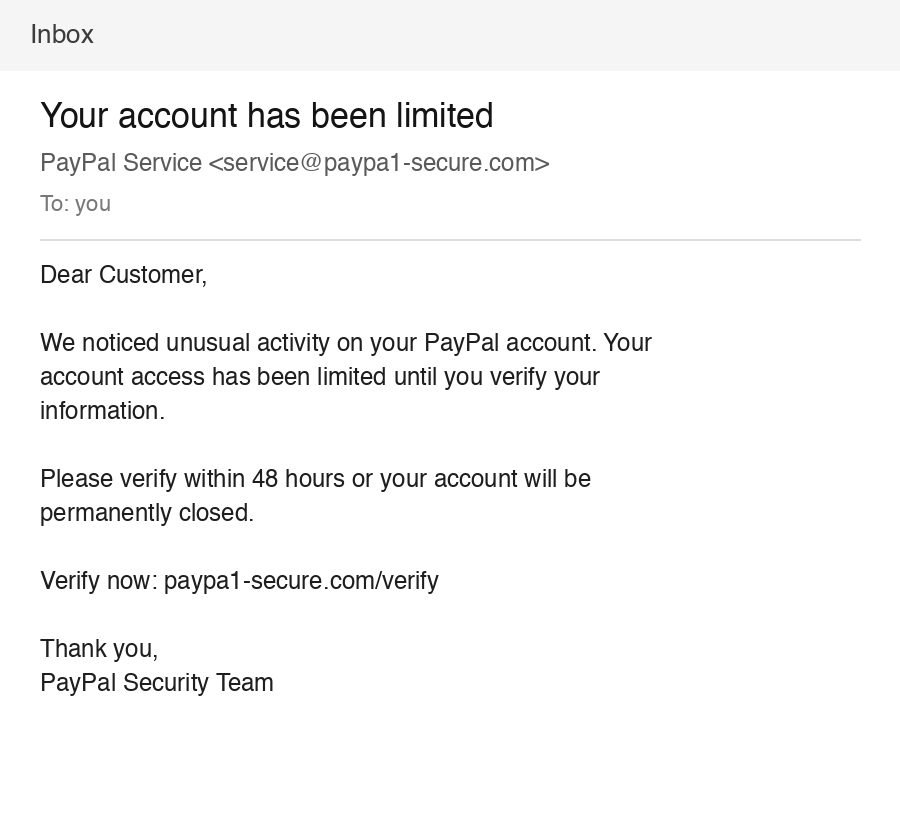 Inbox
Your account has been limited
PayPal Service <service@paypa1-secure.com>
To: you
Dear Customer,
We noticed unusual activity on your PayPal account. Your
account access has been limited until you verify your
information.
Please verify within 48 hours or your account will be
permanently closed.
Verify now: paypa1-secure.com/verify
Thank you,
PayPal Security Team